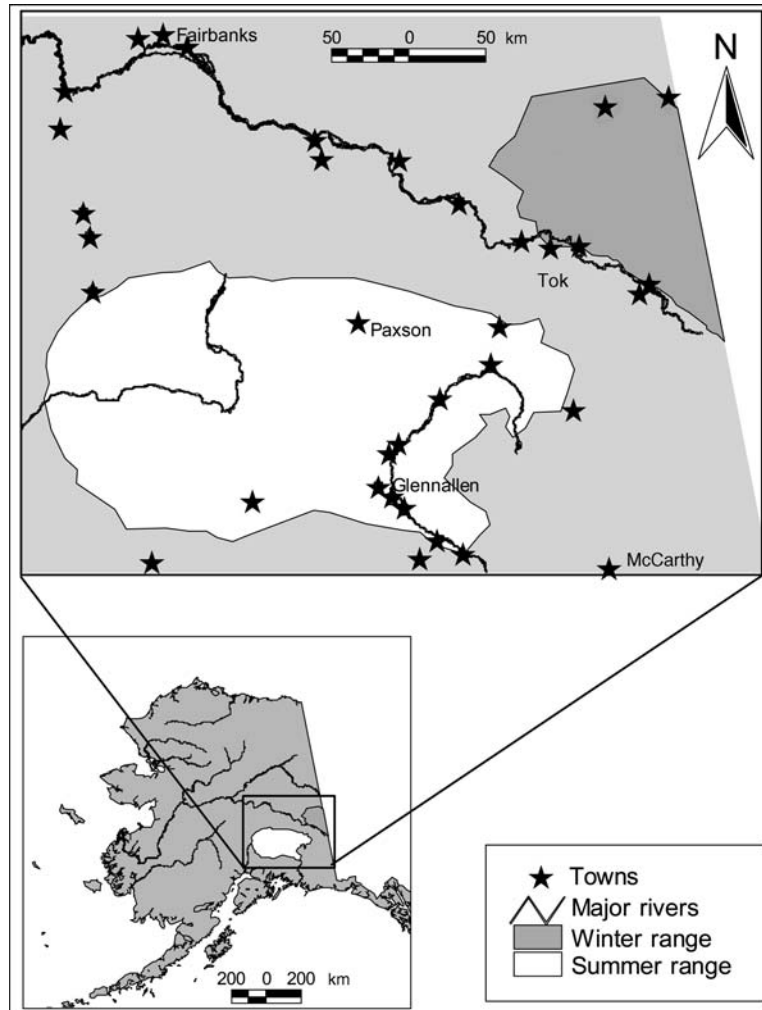 Fairbanks
50 0 50
km
N
Tok
Paxson
Glennallen
McCarthy
200 0 200
km
Towns
Major rivers
Winter range
Summer range